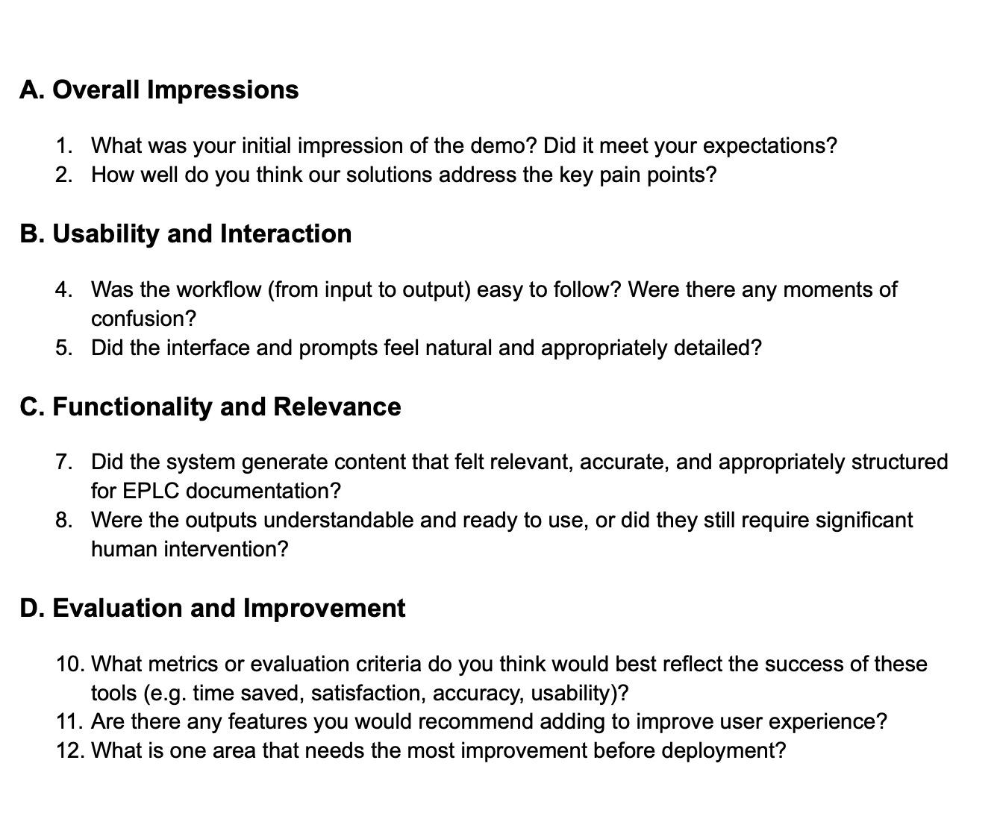 A. Overall Impressions
1. What was your initial impression of the demo? Did it meet your expectations?
2. How well do you think our solutions address the key pain points?
B. Usability and Interaction
4. Was the workflow (from input to output) easy to follow? Were there any moments of
confusion?
5. Did the interface and prompts feel natural and appropriately detailed?
C. Functionality and Relevance
7. Did the system generate content that felt relevant, accurate, and appropriately structured
for EPLC documentation?
8. Were the outputs understandable and ready to use, or did they still require significant
human intervention?
D. Evaluation and Improvement
10. What metrics or evaluation criteria do you think would best reflect the success of these
tools (e.g. time saved, satisfaction, accuracy, usability)?
11. Are there any features you would recommend adding to improve user experience?
12. What is one area that needs the most improvement before deployment?